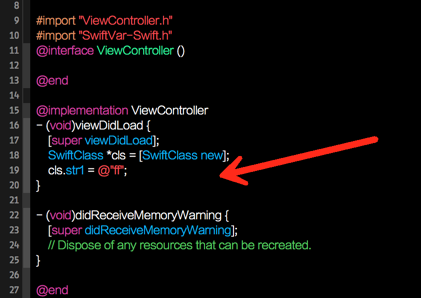 8
9 #import "ViewController.h"
10 #import "SwiftVar-Swift.h"
11 @interface ViewController ()
12
13 @end
14
15 @implementation ViewController
16 - (void)viewDidLoad {
17 [super viewDidLoad];
18 SwiftClass *cls = [SwiftClass new];
19 cls.str1 = @"ff";
20 }
21
22 - (void)didReceiveMemoryWarning {
23 [super didReceiveMemoryWarning];
24 // Dispose of any resources that can be recreated.
25 }
26
27 @end